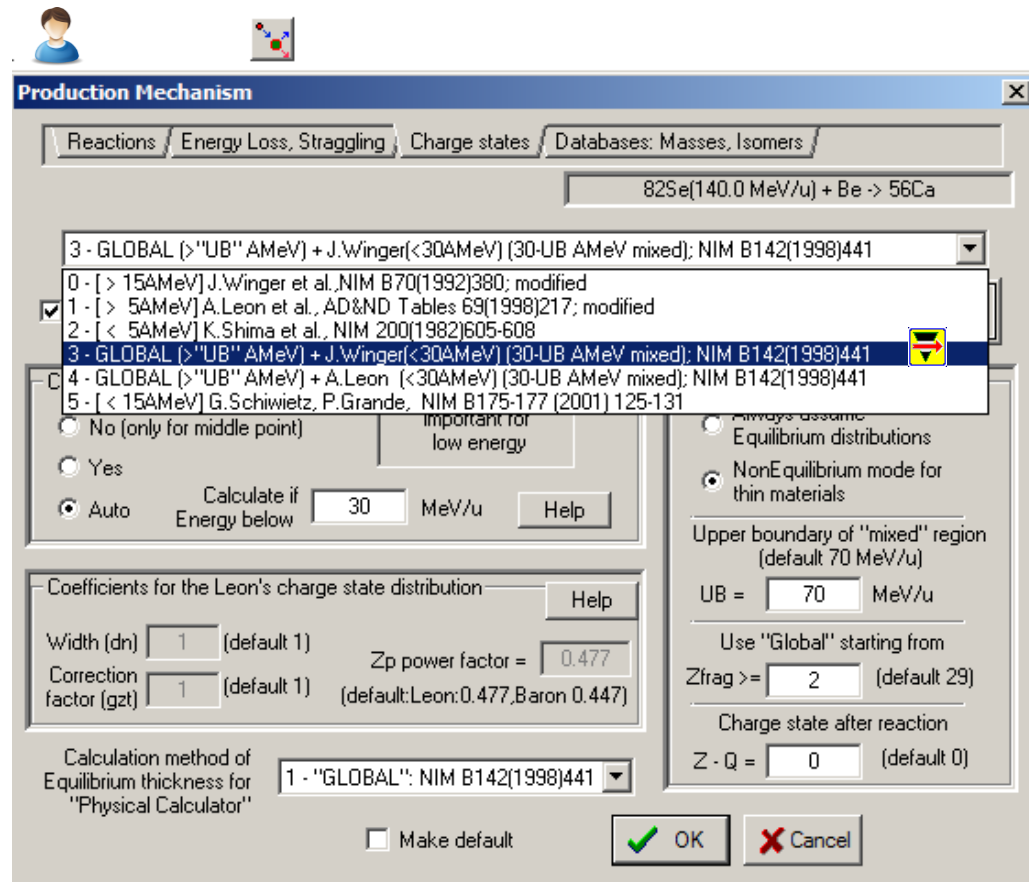 Production Mechanism
Reactions
Energy Loss, Straggling
Charge states
Databases: Masses, Isomers
82Se(140.0 MeV/u) + Be -> 56Ca
3 - GLOBAL (>"UB" AMeV) + J.Winger(<30AMeV) (30-UB AMeV mixed); NIM B142(1998)441
0 - [ > 15AMeV] J.Winger et al.,NIM B70(1992)380; modified
1 - [ > 5AMeV] A.Leon et al., AD&ND Tables 69(1998)217; modified
2 - [ < 5AMeV] K.Shima et al., NIM 200(1982)605-608
3 - GLOBAL (>"UB" AMeV) + J.Winger(<30AMeV) (30-UB AMeV mixed); NIM B142(1998)441
4 - GLOBAL (>"UB" AMeV) + A.Leon (<30AMeV) (30-UB AMeV mixed); NIM B142(1998)441
5 - [ < 15AMeV] G.Schiwietz, P.Grande, NIM B175-177 (2001) 125-131
No (only for middle point)
Yes
Auto
important for
low energy
Calculate if
Energy below
30
MeV/u
Help
Always assume
Equilibrium distributions
NonEquilibrium mode for
thin materials
Upper boundary of "mixed" region
(default 70 MeV/u)
UB =
70
MeV/u
Use "Global" starting from
Zfrag >=
2
(default 29)
Charge state after reaction
Z - Q =
0
(default 0)
Coefficients for the Leon's charge state distribution
Help
Width (dn)
1
(default 1)
Correction
factor (gzt)
1
(default 1)
Zp power factor =
0.477
(default:Leon:0.477,Baron 0.447)
Calculation method of
Equilibrium thickness for
"Physical Calculator"
1 - "GLOBAL": NIM B142(1998)441
Make default
OK
Cancel